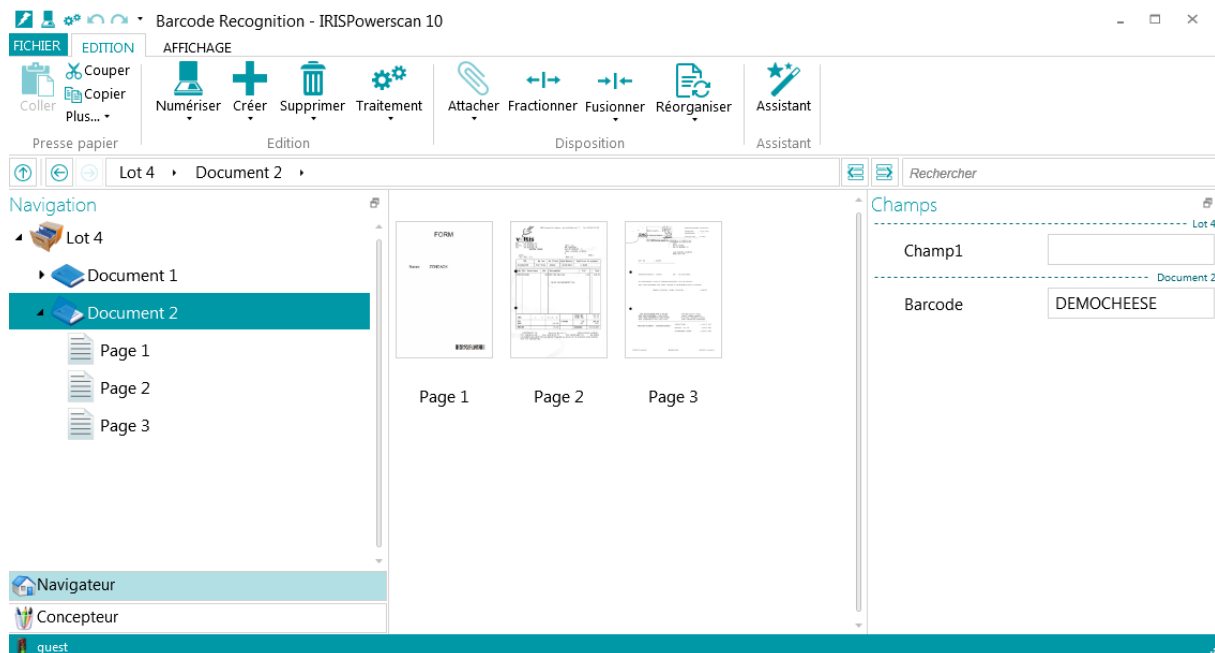 Barcode Recognition - IRISPowerscan 10
FICHIER EDITION AFFICHAGE
Coller
Couper
Copier
Plus...
Numériser Créer Supprimer Traitement
Attacher Fractionner Fusionner Réorganiser
Assistant
Presse papier Edition Disposition Assistant
Lot 4 Document 2
Rechercher
Navigation
Lot 4
Document 1
Document 2
Page 1
Page 2
Page 3
Navigateur
Concepteur
guest
FORM
Page 1 Page 2 Page 3
Champs
Lot 4
Champ1
Document 2
Barcode DEMOCHEESE